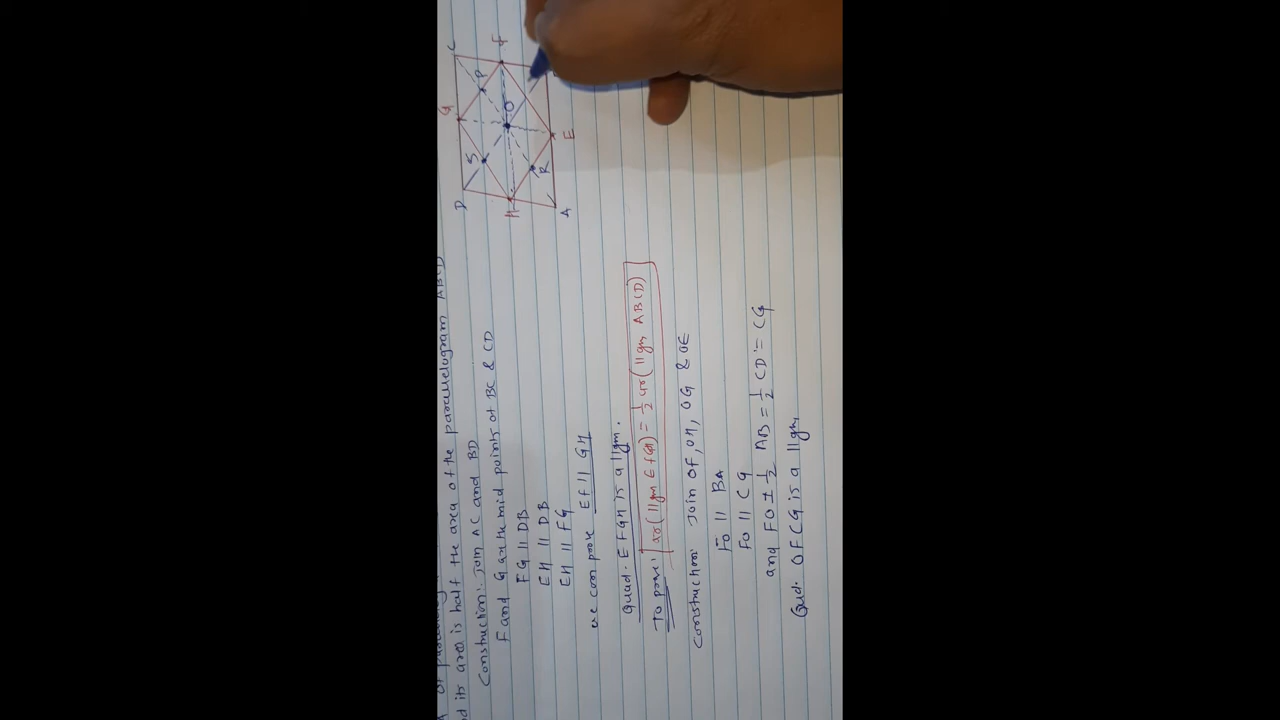 nd its area is half the area of the parallelogram ABCD
Construction: Join AC and BD
F and G are the mid points of BC & CD
FG || DB
EH || DB
EH || FG
we can prove EF || GH
Quad. EFGH is a ||gm.
To prove: ar(||gm EFGH) = 1/2 ar(||gm ABCD)
Construction: Join OF, OH, OG & OE
FO || BA
FO || CG
and FO = 1/2 AB = 1/2 CD = CG
Quad. OFCG is a ||gm
D
G
C
S
P
F
H
O
R
E
A